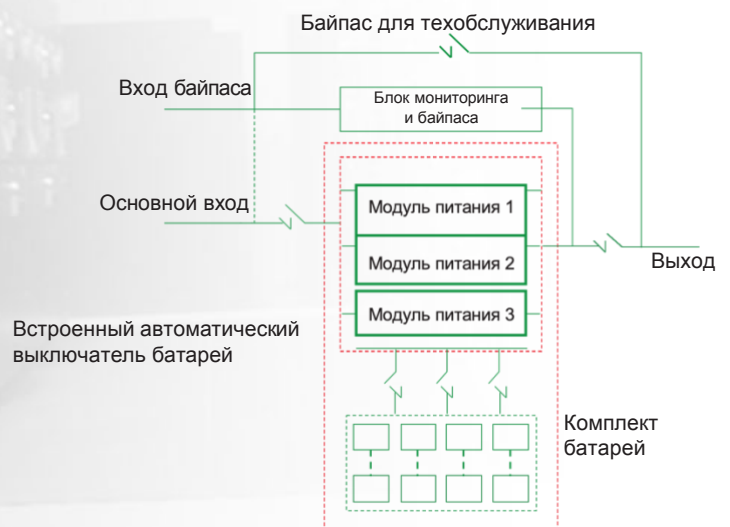 Байпас для техобслуживания
Вход байпаса
Блок мониторинга
и байпаса
Основной вход
Модуль питания 1
Модуль питания 2
Выход
Модуль питания 3
Встроенный автоматический
выключатель батарей
Комплект
батарей